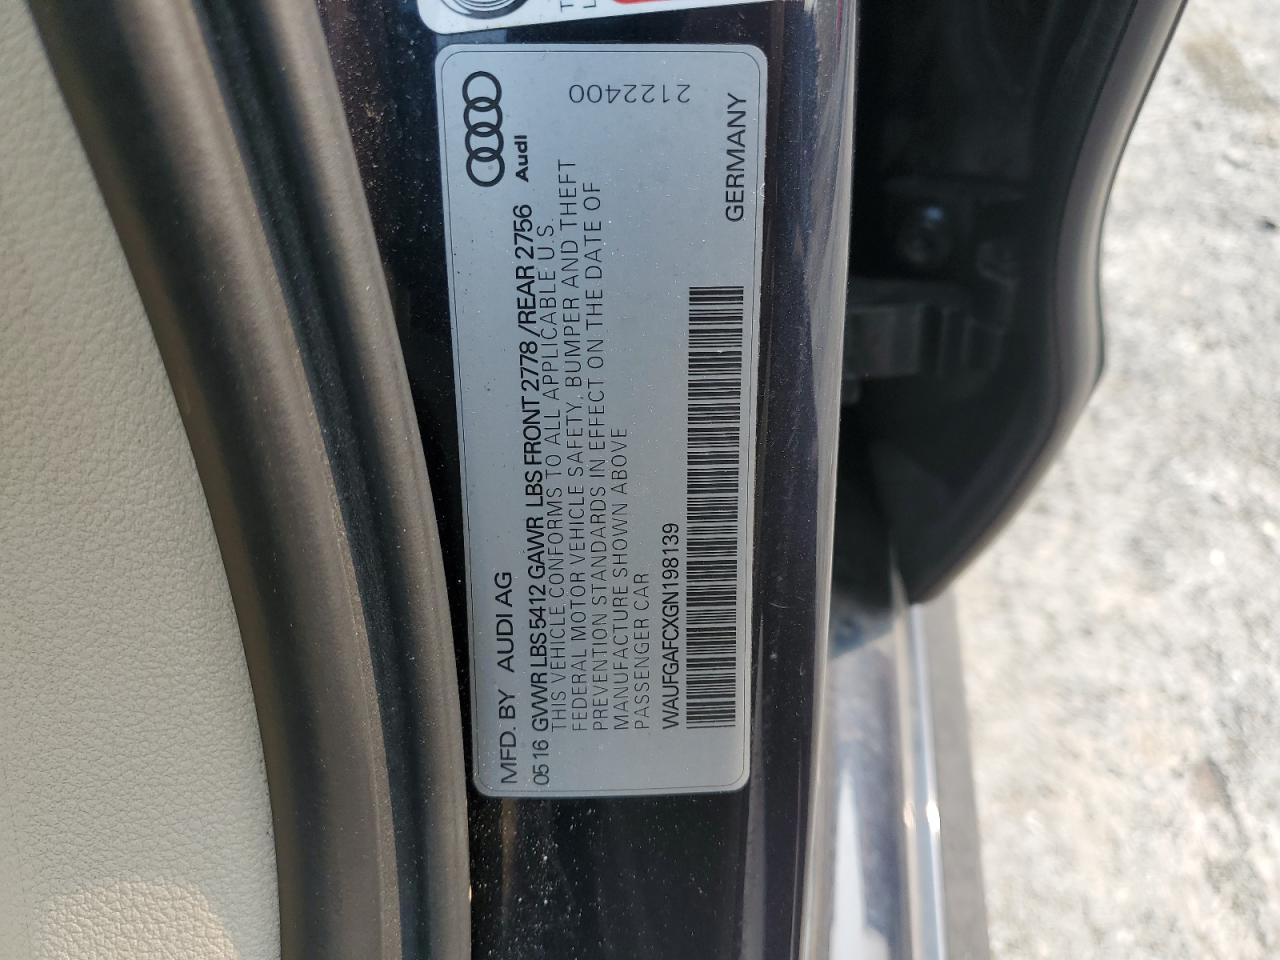 Audi
MFD. BY AUDI AG
05 16 GVWR LBS 5412 GAWR LBS FRONT 2778 /REAR 2756
THIS VEHICLE CONFORMS TO ALL APPLICABLE U.S.
FEDERAL MOTOR VEHICLE SAFETY, BUMPER AND THEFT
PREVENTION STANDARDS IN EFFECT ON THE DATE OF
MANUFACTURE SHOWN ABOVE
PASSENGER CAR
WAUFGAFCXGN198139
2122400
GERMANY